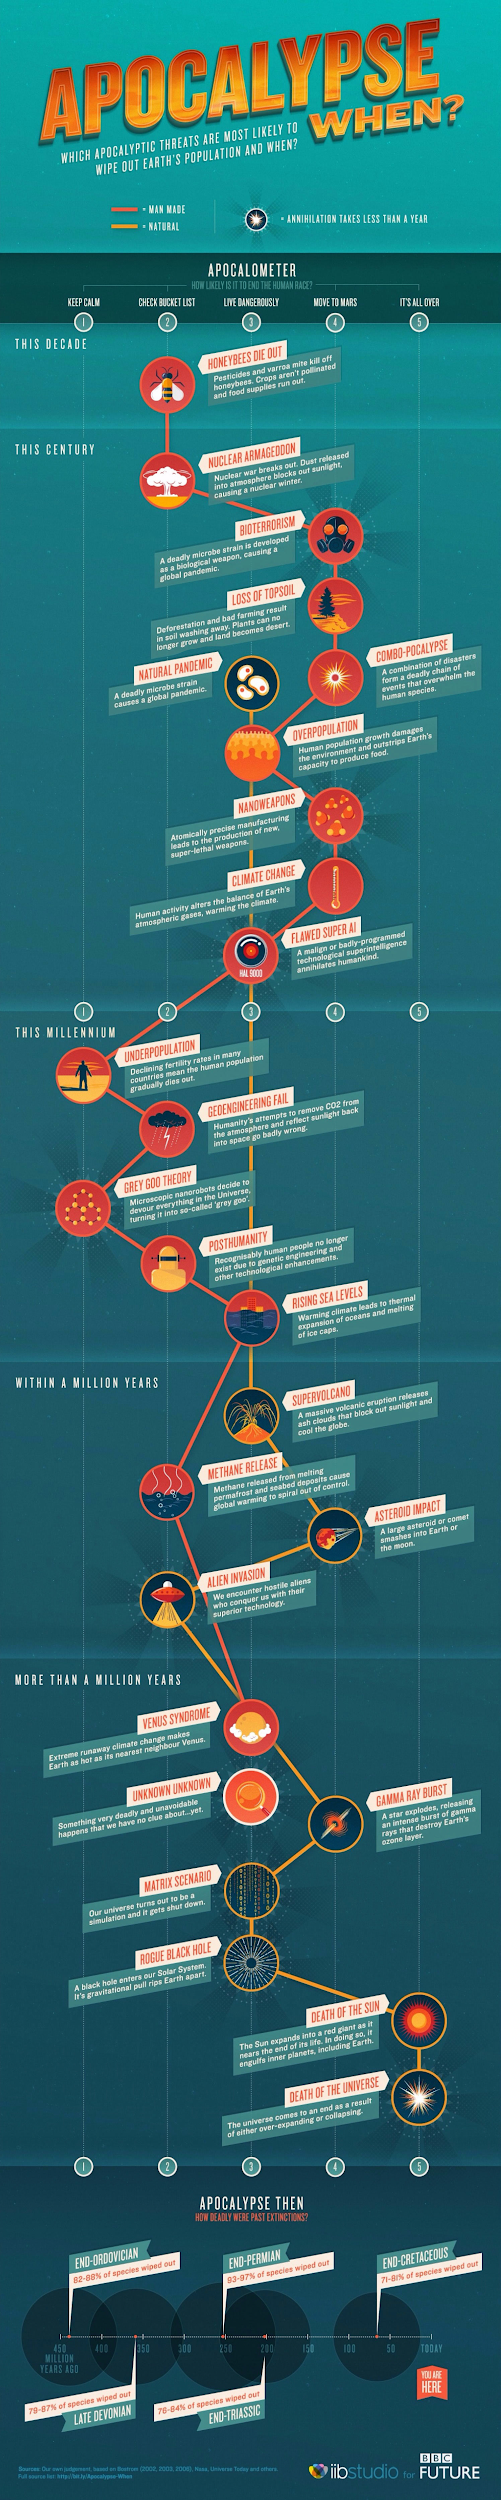 APOCALYPSE
WHEN?
WHICH APOCALYPTIC THREATS ARE MOST LIKELY TO
WIPE OUT EARTH'S POPULATION AND WHEN?
= MAN MADE
= NATURAL
= ANNIHILATION TAKES LESS THAN A YEAR
APOCALOMETER
HOW LIKELY IS IT TO END THE HUMAN RACE?
KEEP CALM
CHECK BUCKET LIST
LIVE DANGEROUSLY
MOVE TO MARS
IT'S ALL OVER
1 2 3 4 5
THIS DECADE
HONEYBEES DIE OUT
Pesticides and varroa mite kill off
honeybees. Crops aren't pollinated
and food supplies run out.
THIS CENTURY
NUCLEAR ARMAGEDDON
Nuclear war breaks out. Dust released
into atmosphere blocks out sunlight,
causing a nuclear winter.
BIOTERRORISM
A deadly microbe strain is developed
as a biological weapon, causing a
global pandemic.
LOSS OF TOPSOIL
Deforestation and bad farming result
in soil washing away. Plants can no
longer grow and land becomes desert.
COMBO-POCALYPSE
A combination of disasters
form a deadly chain of
events that overwhelm the
human species.
NATURAL PANDEMIC
A deadly microbe strain
causes a global pandemic.
OVERPOPULATION
Human population growth damages
the environment and outstrips Earth's
capacity to produce food.
NANOWEAPONS
Atomically precise manufacturing
leads to the production of new,
super-lethal weapons.
CLIMATE CHANGE
Human activity alters the balance of Earth's
atmospheric gases, warming the climate.
FLAWED SUPER AI
A malign or badly-programmed
technological superintelligence
annihilates humankind.
HAL 9000
1 2 3 4 5
THIS MILLENNIUM
UNDERPOPULATION
Declining fertility rates in many
countries mean the human population
gradually dies out.
GEOENGINEERING FAIL
Humanity's attempts to remove CO2 from
the atmosphere and reflect sunlight back
into space go badly wrong.
GREY GOO THEORY
Microscopic nanorobots decide to
devour everything in the Universe,
turning it into so-called 'grey goo'.
POSTHUMANITY
Recognisably human people no longer
exist due to genetic engineering and
other technological enhancements.
RISING SEA LEVELS
Warming climate leads to thermal
expansion of oceans and melting
of ice caps.
WITHIN A MILLION YEARS
SUPERVOLCANO
A massive volcanic eruption releases
ash clouds that block out sunlight and
cool the globe.
METHANE RELEASE
Methane released from melting
permafrost and seabed deposits cause
global warming to spiral out of control.
ASTEROID IMPACT
A large asteroid or comet
smashes into Earth or
the moon.
ALIEN INVASION
We encounter hostile aliens
who conquer us with their
superior technology.
MORE THAN A MILLION YEARS
VENUS SYNDROME
Extreme runaway climate change makes
Earth as hot as its nearest neighbour Venus.
UNKNOWN UNKNOWN
Something very deadly and unavoidable
happens that we have no clue about...yet.
GAMMA RAY BURST
A star explodes, releasing
an intense burst of gamma
rays that destroy Earth's
ozone layer.
MATRIX SCENARIO
Our universe turns out to be a
simulation and it gets shut down.
ROGUE BLACK HOLE
A black hole enters our Solar System.
It's gravitational pull rips Earth apart.
DEATH OF THE SUN
The Sun expands into a red giant as it
nears the end of its life. In doing so, it
engulfs inner planets, including Earth.
DEATH OF THE UNIVERSE
The universe comes to an end as a result
of either over-expanding or collapsing.
1 2 3 4 5
APOCALYPSE THEN
HOW DEADLY WERE PAST EXTINCTIONS?
END-ORDOVICIAN
82-88% of species wiped out
END-PERMIAN
93-97% of species wiped out
END-CRETACEOUS
71-81% of species wiped out
450 400 350 300 250 200 150 100 50 TODAY
MILLION
YEARS AGO
YOU ARE
HERE
79-87% of species wiped out
LATE DEVONIAN
76-84% of species wiped out
END-TRIASSIC
Sources: Our own judgement, based on Bostrom (2002, 2003, 2008), Nasa, Universe Today and others.
Full source list: http://bit.ly/Apocalypse-When
iibstudio for BBC FUTURE